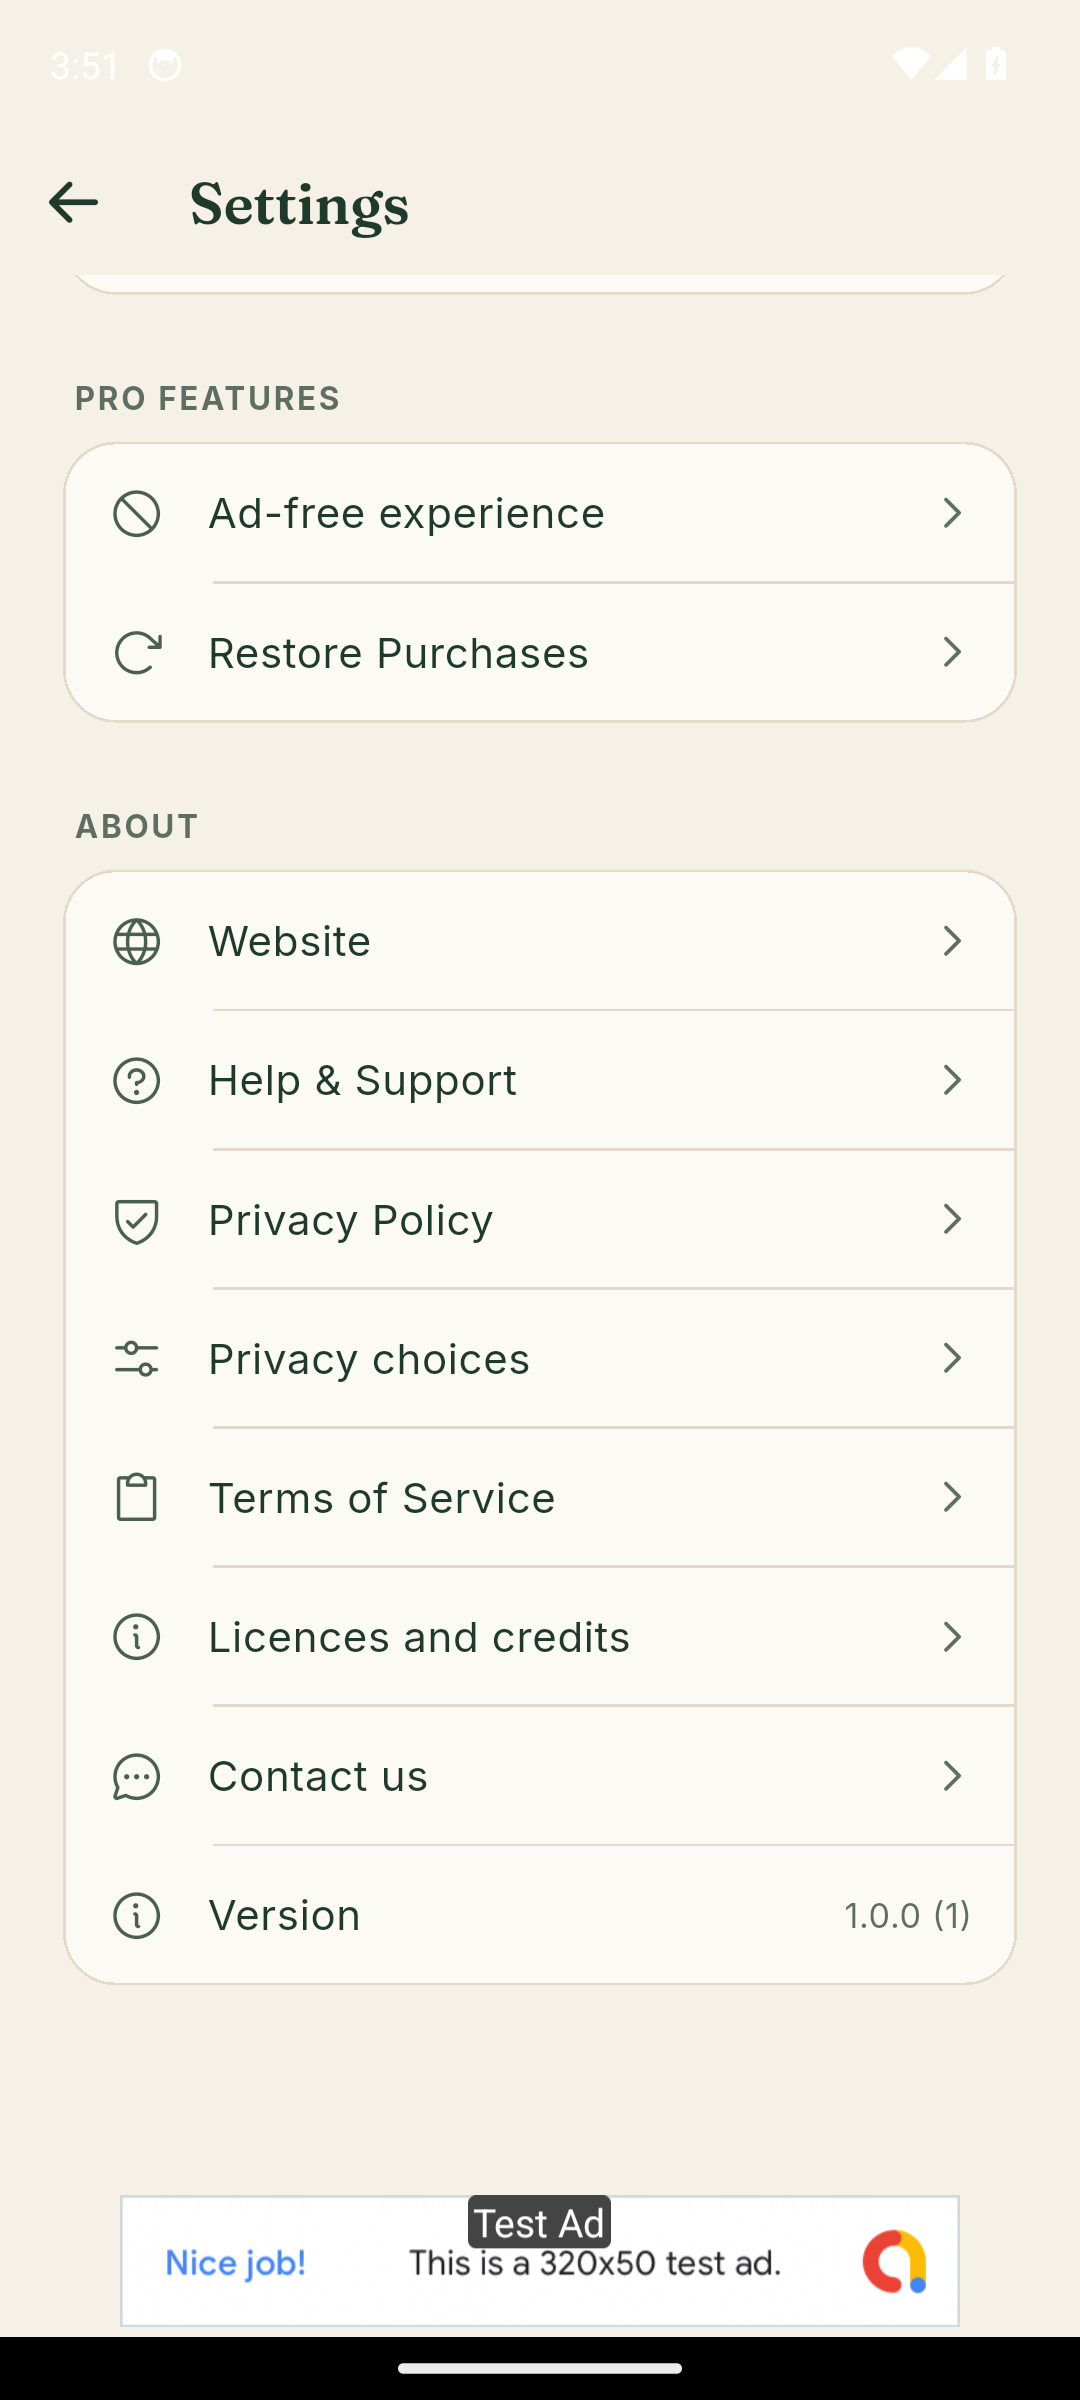 3:51
Settings
PRO FEATURES
Ad-free experience
Restore Purchases
ABOUT
Website
Help & Support
Privacy Policy
Privacy choices
Terms of Service
Licences and credits
Contact us
Version 1.0.0 (1)
Test Ad
Nice job! This is a 320x50 test ad.